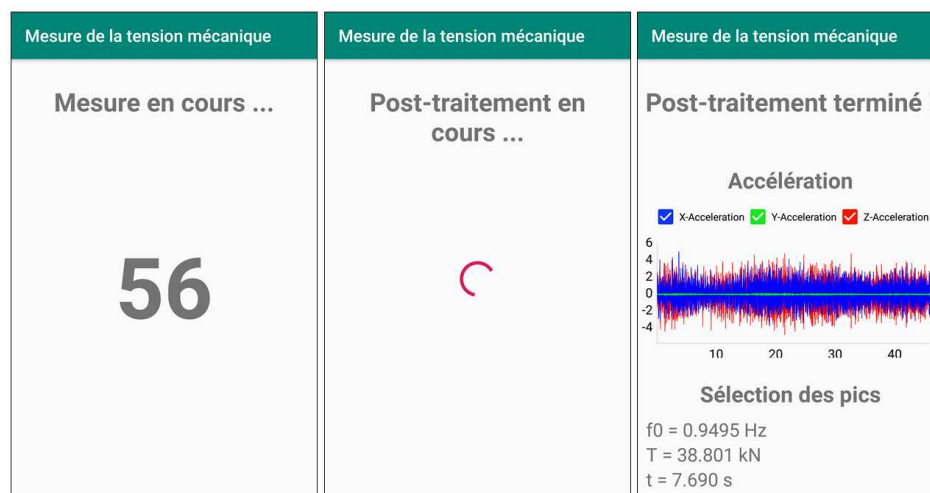 Mesure de la tension mécanique
Mesure en cours ...
56
Mesure de la tension mécanique
Post-traitement en
cours ...
Mesure de la tension mécanique
Post-traitement terminé
Accélération
X-Acceleration Y-Acceleration Z-Acceleration
6
4
2
0
-2
-4
10 20 30 40
Sélection des pics
f0 = 0.9495 Hz
T = 38.801 kN
t = 7.690 s